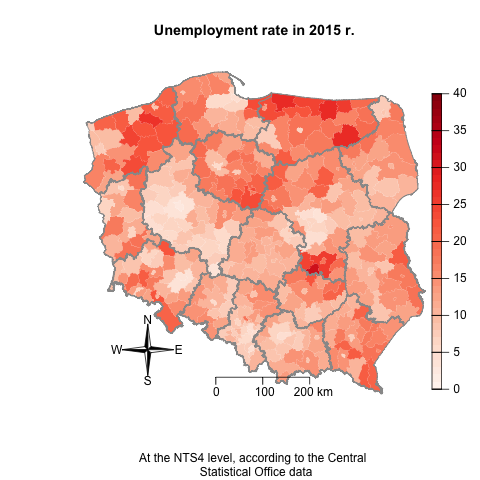 Unemployment rate in 2015 r.
40
35
30
25
20
15
10
5
0
N
W E
S
0 100 200 km
At the NTS4 level, according to the Central
Statistical Office data